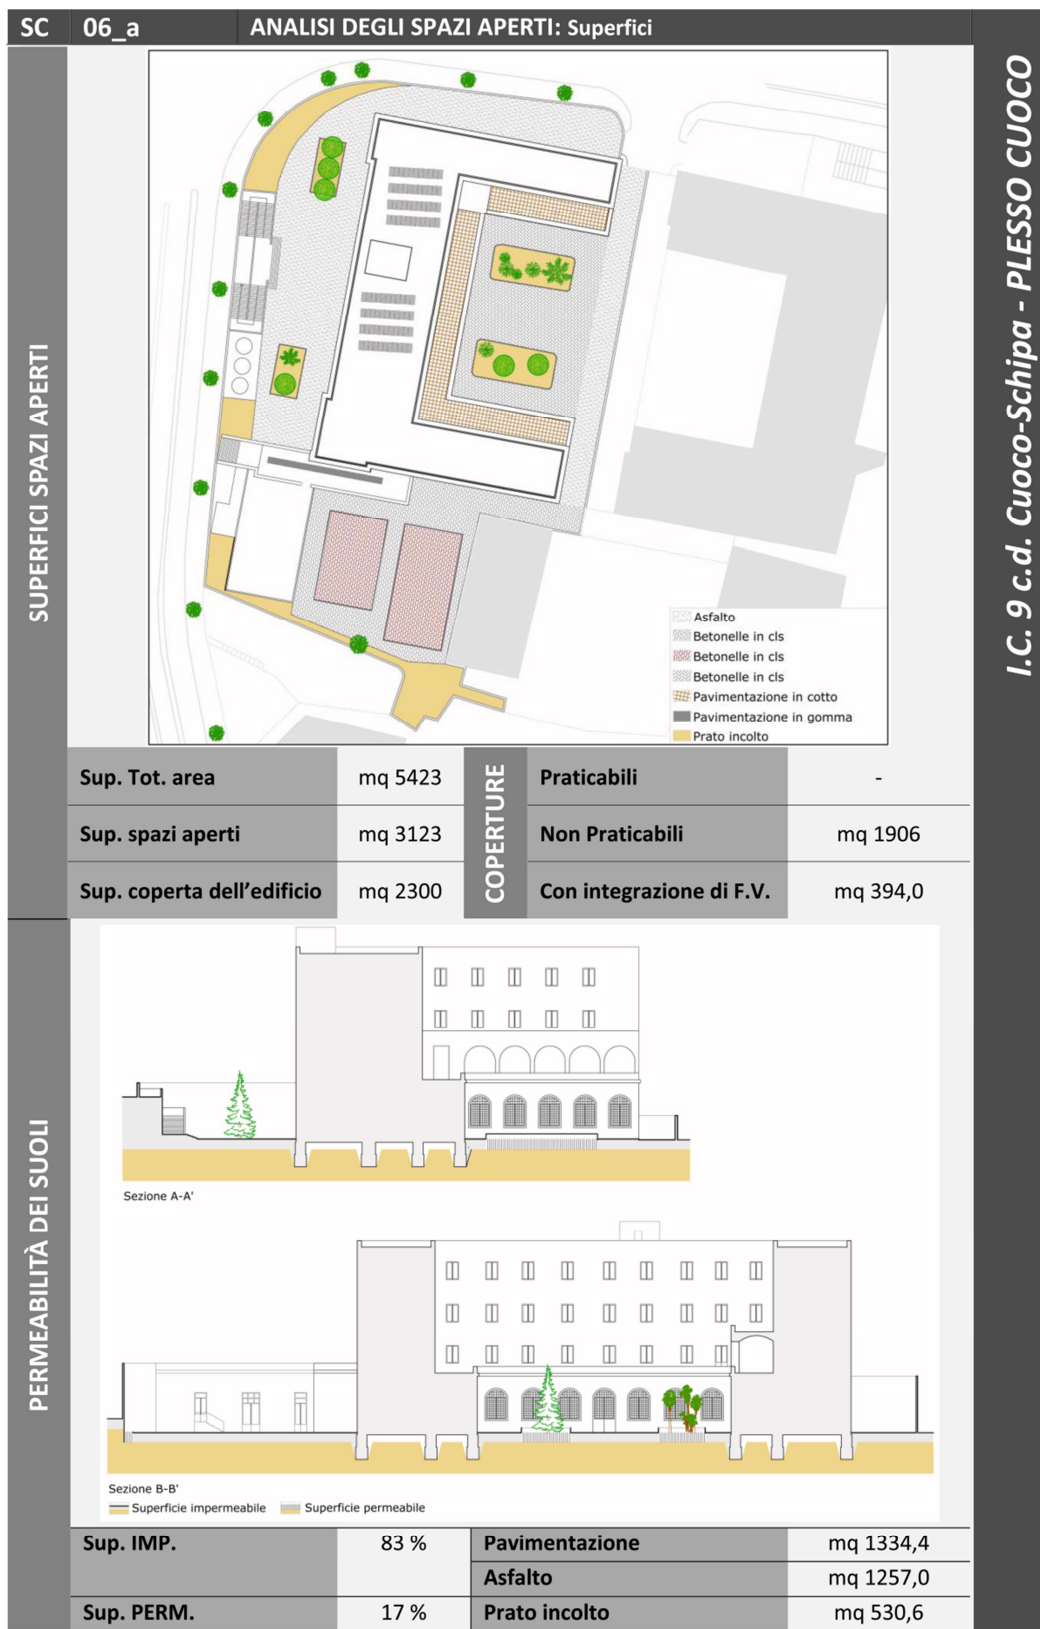 SC 06_a ANALISI DEGLI SPAZI APERTI: Superfici
I.C. 9 c.d. Cuoco-Schipa - PLESSO CUOCO
SUPERFICI SPAZI APERTI
Asfalto
Betonelle in cls
Betonelle in cls
Betonelle in cls
Pavimentazione in cotto
Pavimentazione in gomma
Prato incolto
Sup. Tot. area mq 5423
Sup. spazi aperti mq 3123
Sup. coperta dell'edificio mq 2300
COPERTURE
Praticabili -
Non Praticabili mq 1906
Con integrazione di F.V. mq 394,0
PERMEABILITÀ DEI SUOLI
Sezione A-A'
Sezione B-B'
Superficie impermeabile Superficie permeabile
Sup. IMP. 83 % Pavimentazione mq 1334,4
Asfalto mq 1257,0
Sup. PERM. 17 % Prato incolto mq 530,6